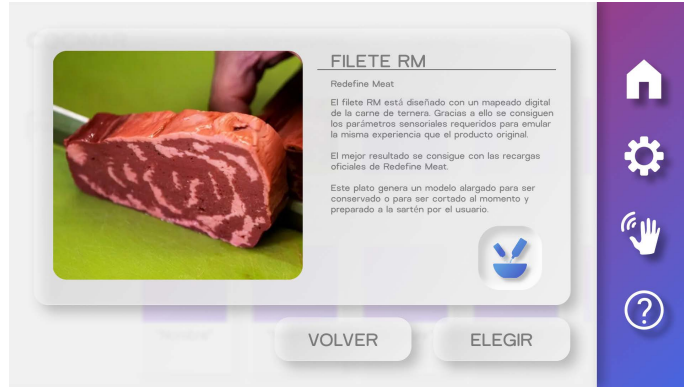 COCINAR
FILETE RM
Redefine Meat
El filete RM está diseñado con un mapeado digital
de la carne de ternera. Gracias a ello se consiguen
los parámetros sensoriales requeridos para emular
la misma experiencia que el producto original.
El mejor resultado se consigue con las recargas
oficiales de Redefine Meat.
Este plato genera un modelo alargado para ser
conservado o para ser cortado al momento y
preparado a la sartén por el usuario.
VOLVER
ELEGIR
?